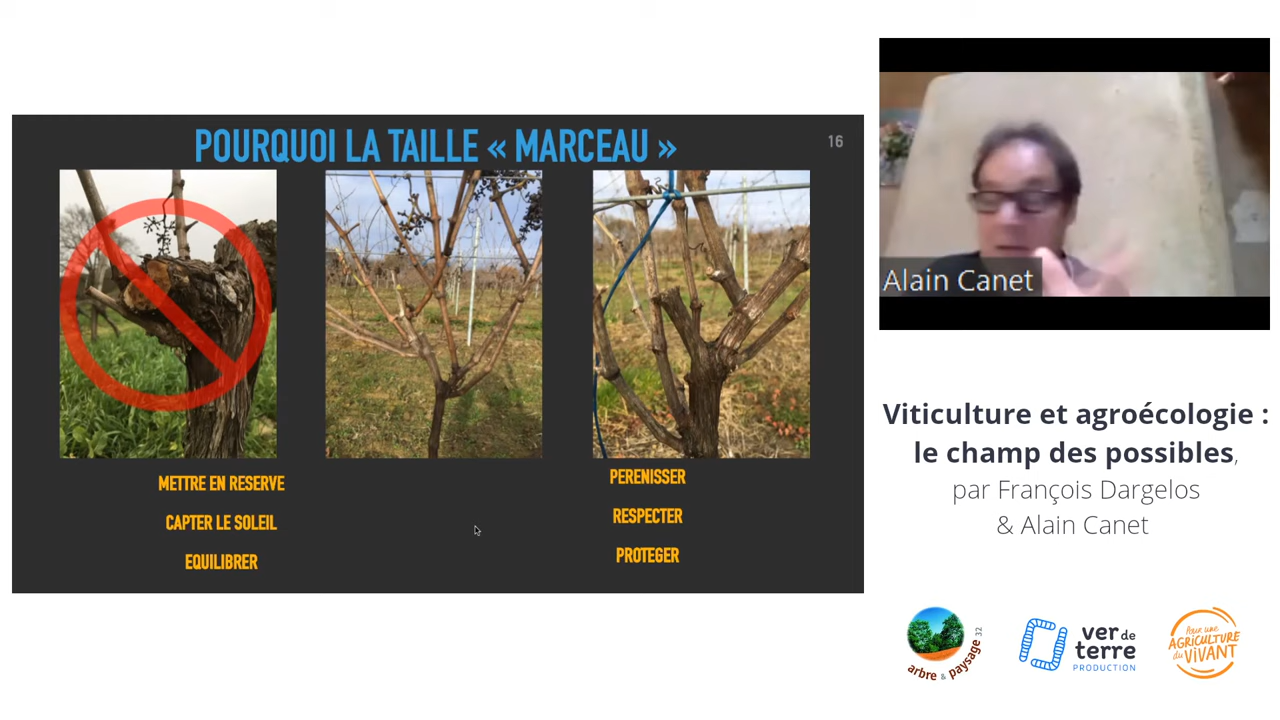 POURQUOI LA TAILLE « MARCEAU »
16
METTRE EN RESERVE
CAPTER LE SOLEIL
EQUILIBRER
PERENISSER
RESPECTER
PROTEGER
Alain Canet
Viticulture et agroécologie :
le champ des possibles,
par François Dargelos
& Alain Canet
arbre & paysage 32
ver de
terre
PRODUCTION
Pour une
AGRICULTURE
du VIVANT